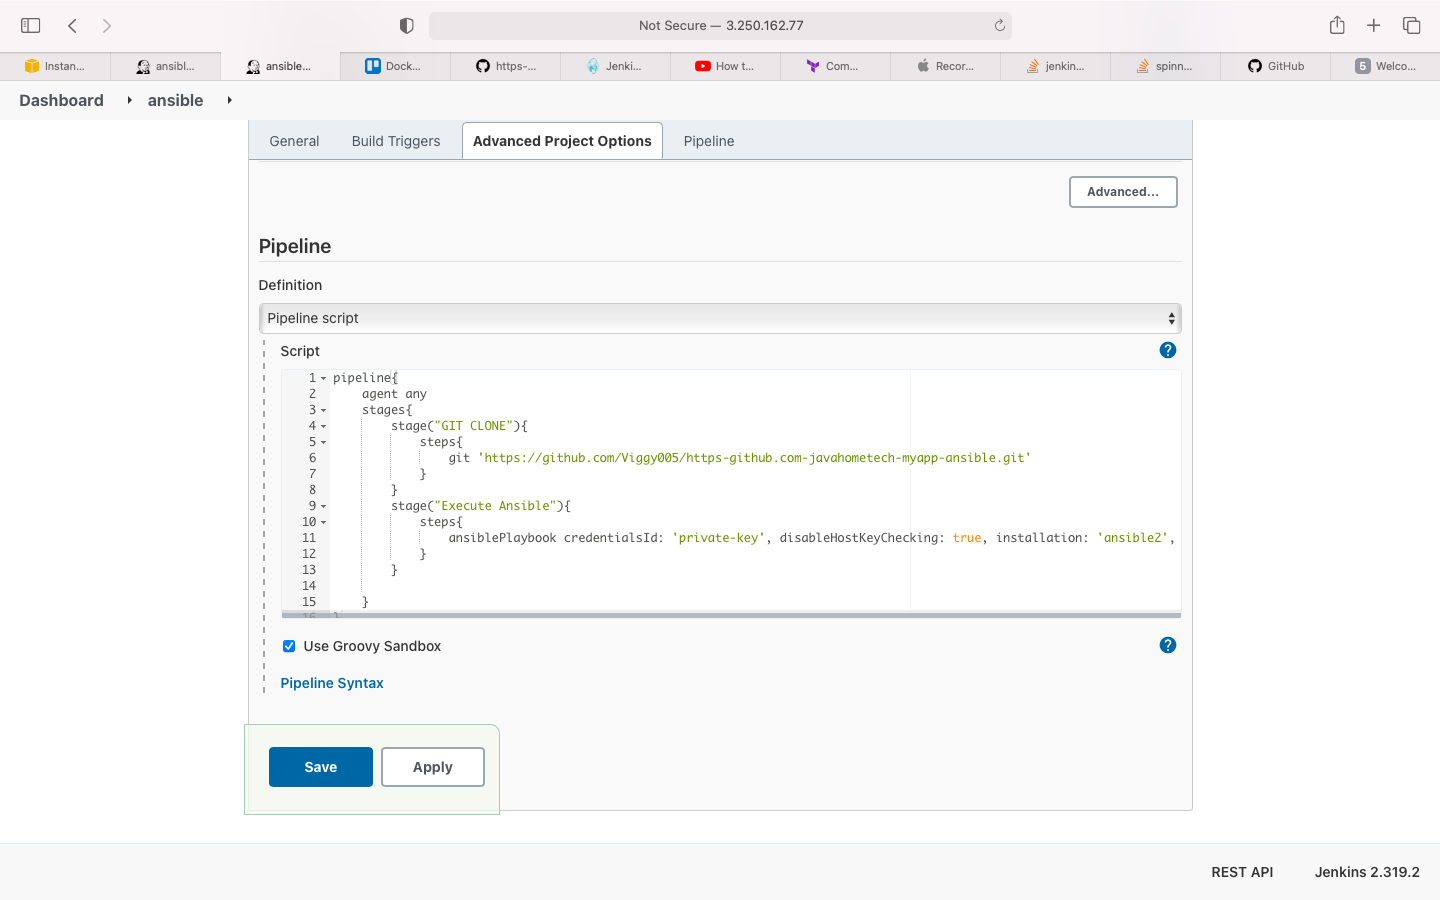 Not Secure — 3.250.162.77
Instan...
ansibl...
ansible...
Dock...
https-...
Jenki...
How t...
Com...
Recor...
jenkin...
spinn...
GitHub
5 Welco...
Dashboard ansible
General Build Triggers Advanced Project Options Pipeline
Advanced...
Pipeline
Definition
Pipeline script
Script ?
1 pipeline{
2 agent any
3 stages{
4 stage("GIT CLONE"){
5 steps{
6 git 'https://github.com/Viggy005/https-github.com-javahometech-myapp-ansible.git'
7 }
8 }
9 stage("Execute Ansible"){
10 steps{
11 ansiblePlaybook credentialsId: 'private-key', disableHostKeyChecking: true, installation: 'ansible2',
12 }
13 }
14
15 }
16 }
Use Groovy Sandbox ?
Pipeline Syntax
Save Apply
REST API Jenkins 2.319.2